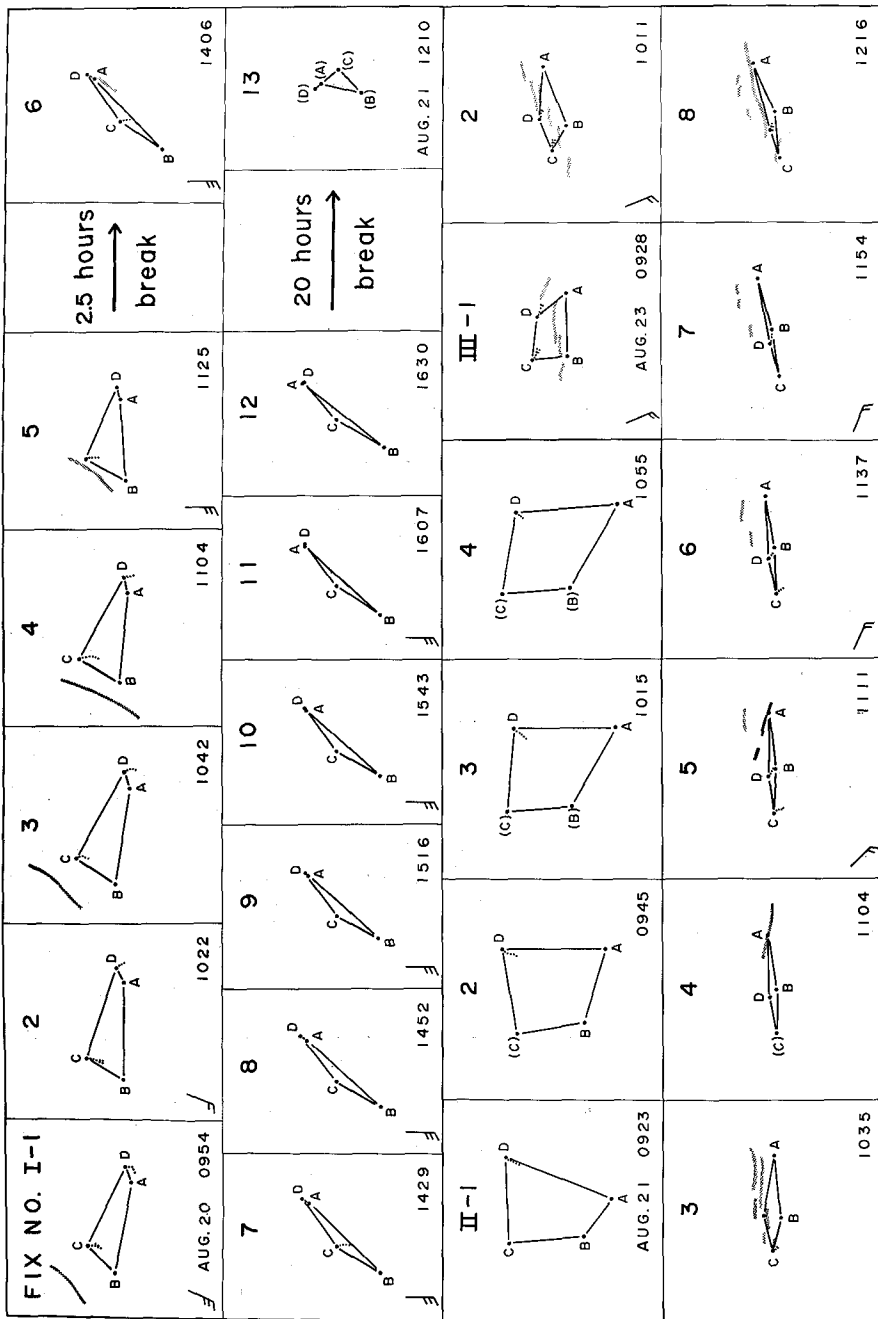 FIX NO. I-1
C
D
A
B
AUG. 20 0954
2
C
D
A
B
1022
3
C
D
A
B
1042
4
C
D
A
B
1104
5
D
A
B
1125
2.5 hours
break
6
D
A
C
B
1406
7
D
A
C
B
1429
8
D
A
C
B
1452
9
D
A
C
B
1516
10
D
A
C
B
1543
11
A D
C
B
1607
12
A D
C
B
1630
20 hours
break
13
(D)
(A)
(C)
(B)
AUG. 21 1210
II-1
C
D
B
A
AUG. 21 0923
2
(C)
D
B
A
0945
3
(C)
D
(B)
A
1015
4
(C)
D
(B)
A
1055
III-1
C
D
B
A
AUG. 23 0928
2
D
A
C
B
1011
3
A
B
C
1035
4
A
D
B
(C)
1104
5
A
D
B
C
1111
6
A
D
B
C
1137
7
A
D
B
C
1154
8
A
B
C
1216